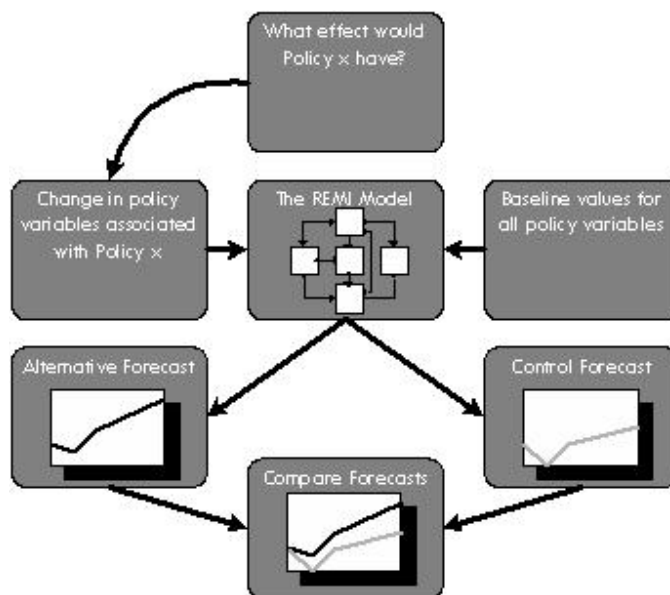 What effect would
Policy x have?
Change in policy
variables associated
with Policy x
The REMI Model
Baseline values for
all policy variables
Alternative Forecast
Control Forecast
Compare Forecasts